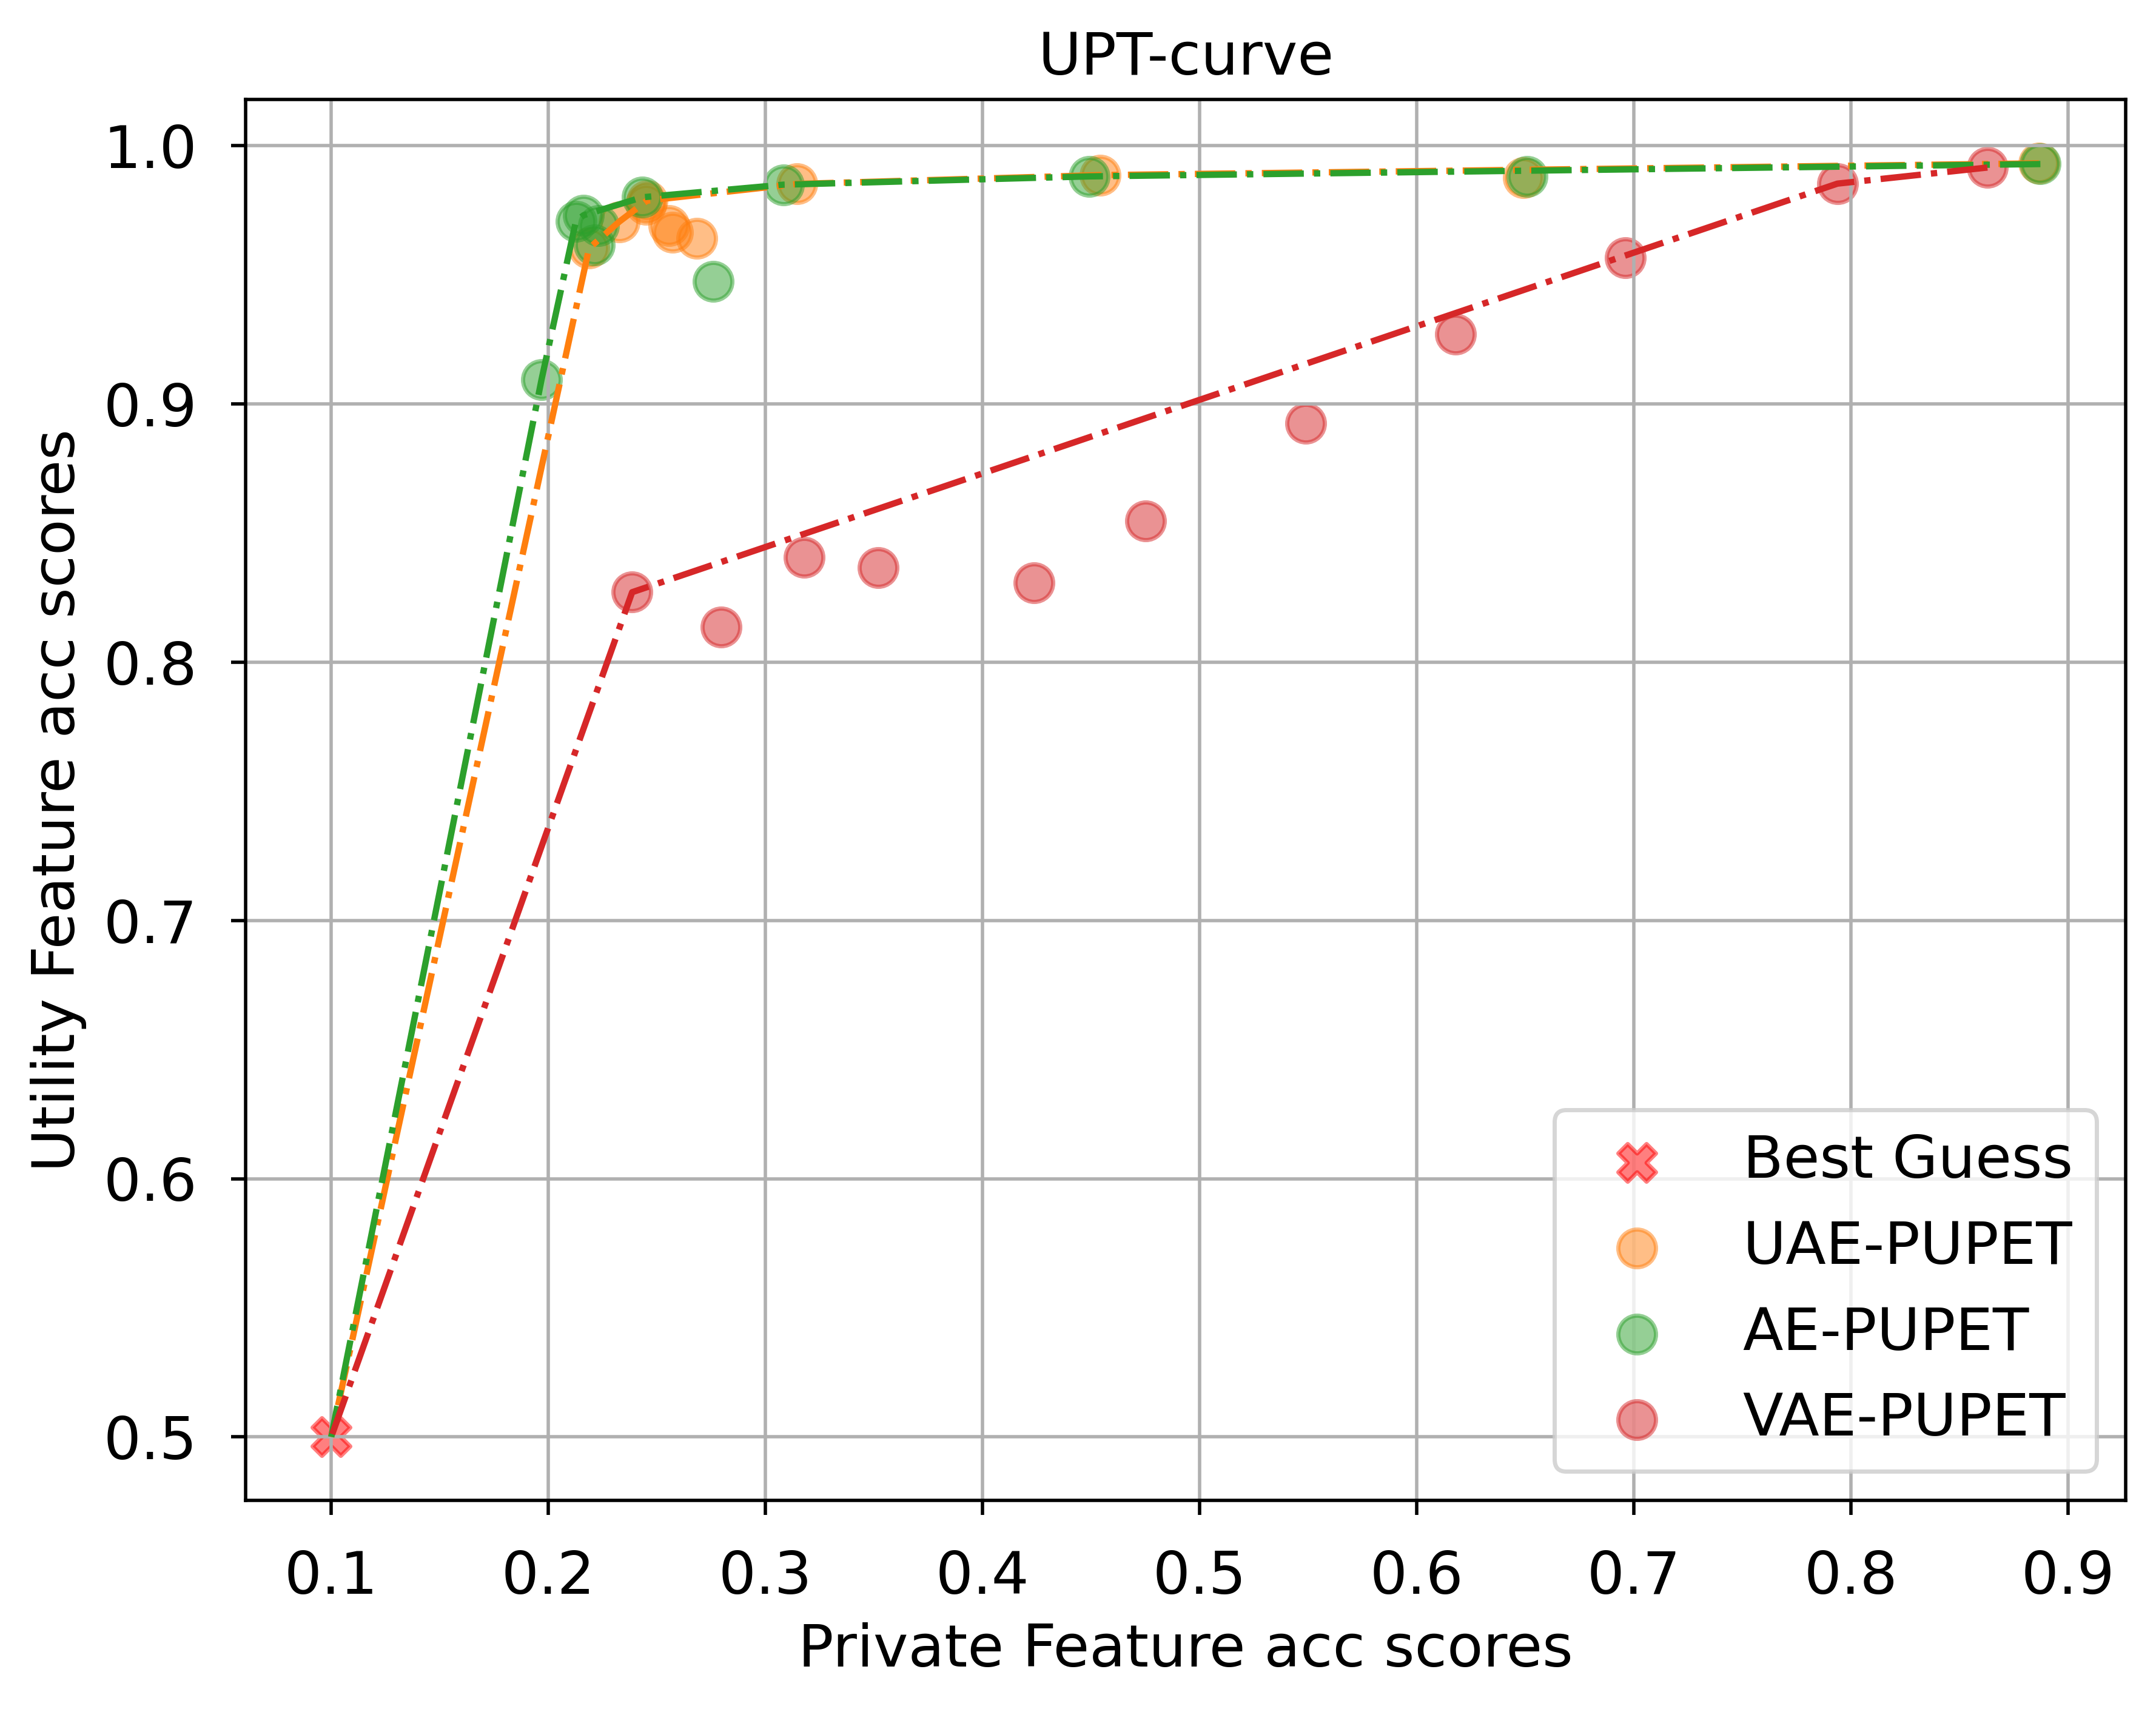 UPT-curve
1.0
0.9
0.8
0.7
0.6
0.5
Utility Feature acc scores
Best Guess
UAE-PUPET
AE-PUPET
VAE-PUPET
0.1 0.2 0.3 0.4 0.5 0.6 0.7 0.8 0.9
Private Feature acc scores